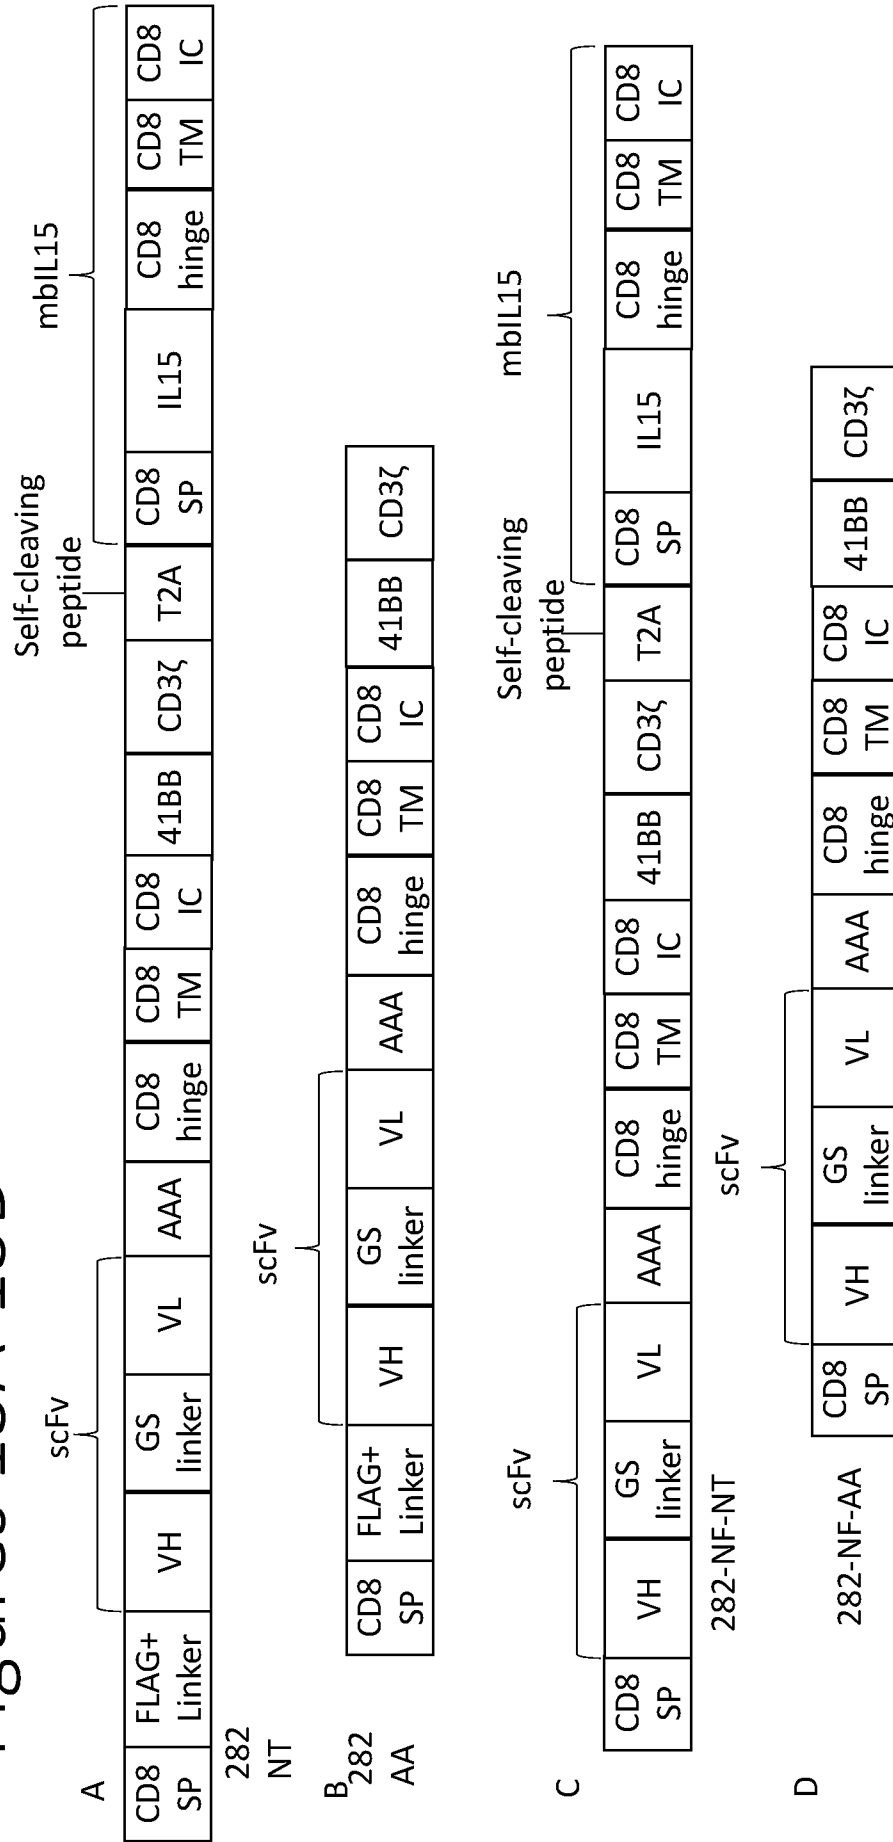 A
scFv
Self-cleaving
peptide
mbIL15
CD8
SP
FLAG+
Linker
VH
GS
linker
VL
AAA
CD8
hinge
CD8
TM
CD8
IC
41BB
CD3ζ
T2A
CD8
SP
IL15
CD8
hinge
CD8
TM
CD8
IC
282
NT
B
282
AA
scFv
CD8
SP
FLAG+
Linker
VH
GS
linker
VL
AAA
CD8
hinge
CD8
TM
CD8
IC
41BB
CD3ζ
C
scFv
Self-cleaving
peptide
mbIL15
CD8
SP
VH
GS
linker
VL
AAA
CD8
hinge
CD8
TM
CD8
IC
41BB
CD3ζ
T2A
CD8
SP
IL15
CD8
hinge
CD8
TM
CD8
IC
282-NF-NT
D
282-NF-AA
scFv
CD8
SP
VH
GS
linker
VL
AAA
CD8
hinge
CD8
TM
CD8
IC
41BB
CD3ζ